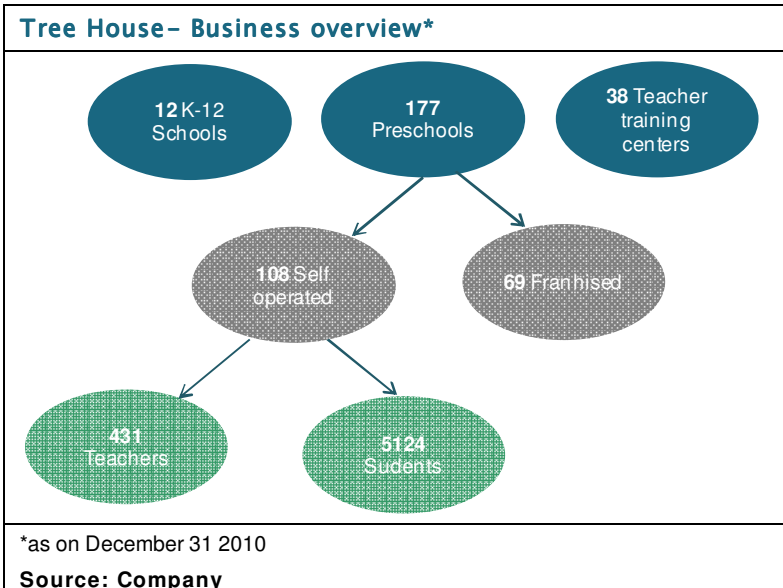 Tree House– Business overview*
12 K-12
Schools
177
Preschools
38 Teacher
training
centers
108 Self
operated
69 Franhised
431
Teachers
5124
Sudents
*as on December 31 2010
Source: Company